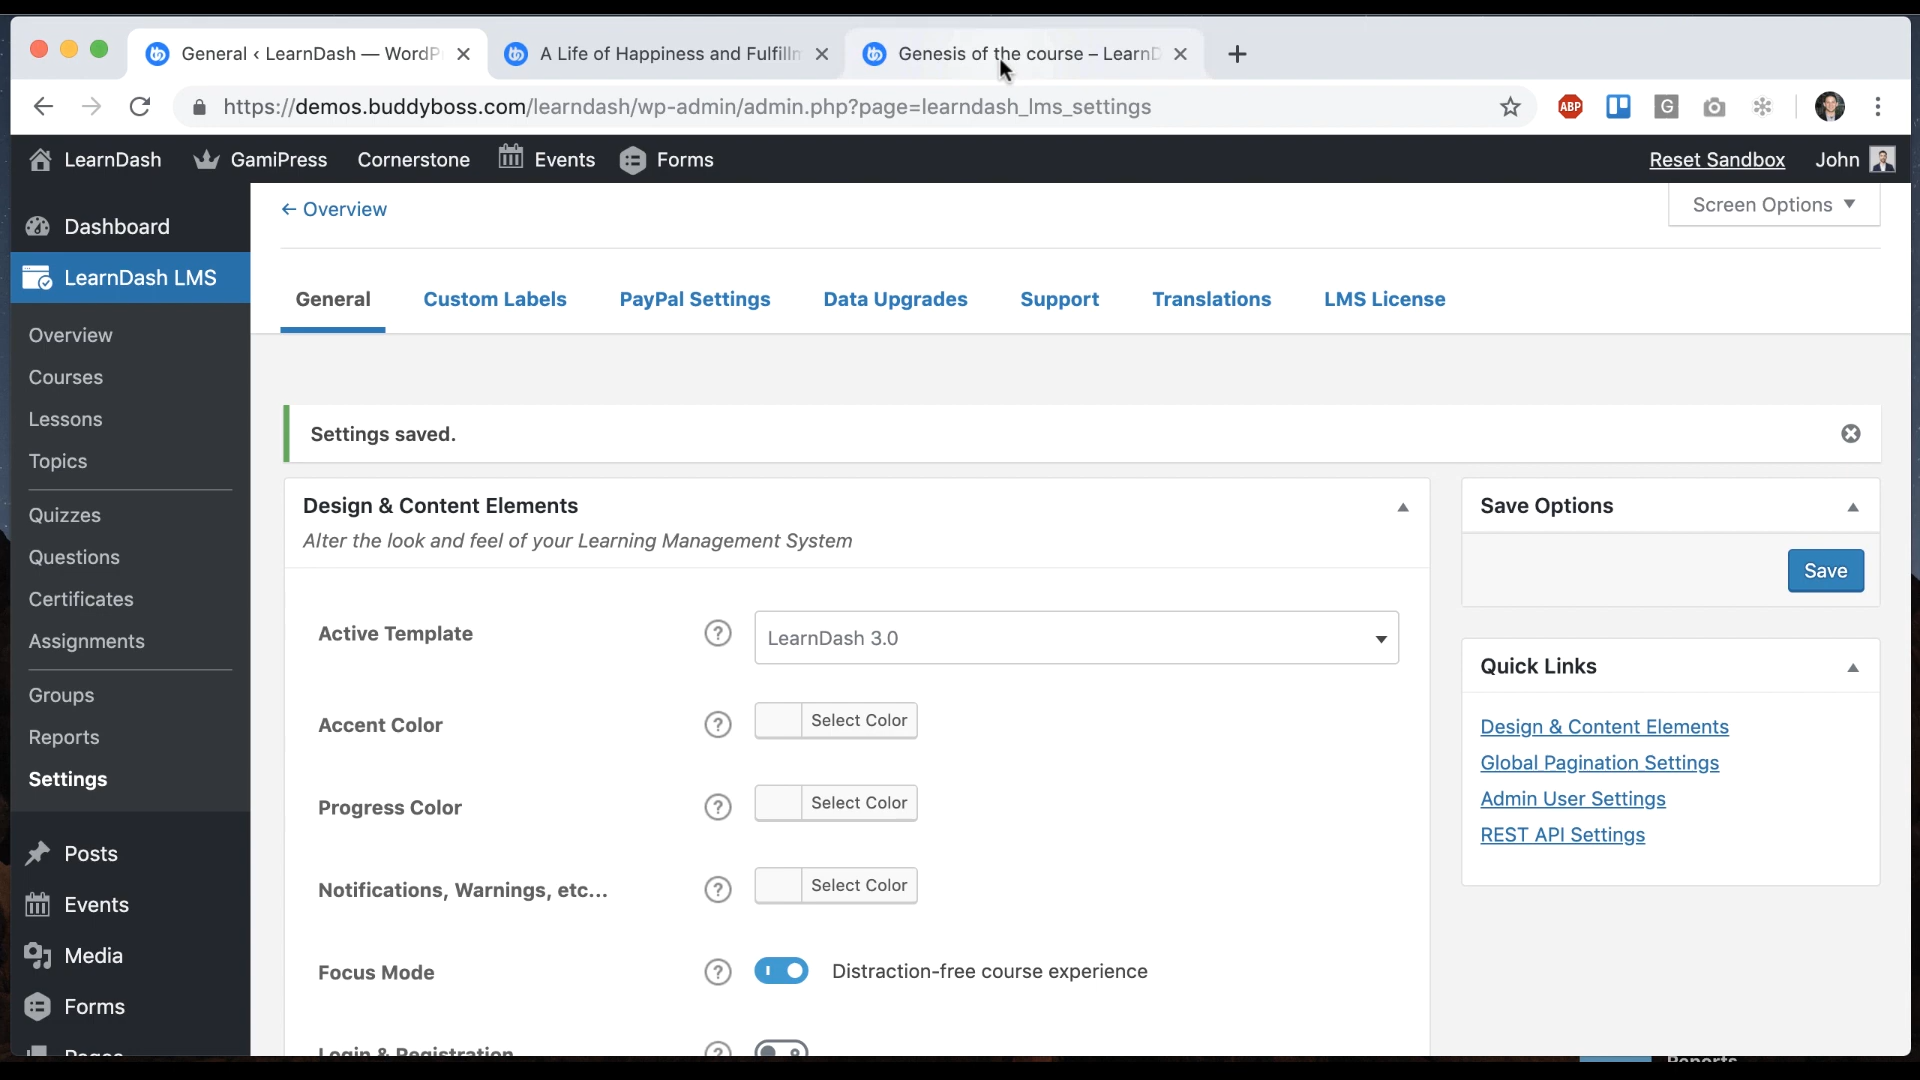 General ‹ LearnDash — WordP
A Life of Happiness and Fulfilln
Genesis of the course – LearnD
https://demos.buddyboss.com/learndash/wp-admin/admin.php?page=learndash_lms_settings
ABP
G
LearnDash
GamiPress
Cornerstone
Events
Forms
Reset Sandbox
John
Dashboard
LearnDash LMS
Overview
Courses
Lessons
Topics
Quizzes
Questions
Certificates
Assignments
Groups
Reports
Settings
Posts
Events
Media
Forms
Pages
← Overview
Screen Options
General
Custom Labels
PayPal Settings
Data Upgrades
Support
Translations
LMS License
Settings saved.
Design & Content Elements
Alter the look and feel of your Learning Management System
Active Template
? LearnDash 3.0
Accent Color
? Select Color
Progress Color
? Select Color
Notifications, Warnings, etc...
? Select Color
Focus Mode
? Distraction-free course experience
Login & Registration
?
Save Options
Save
Quick Links
Design & Content Elements
Global Pagination Settings
Admin User Settings
REST API Settings
Reports